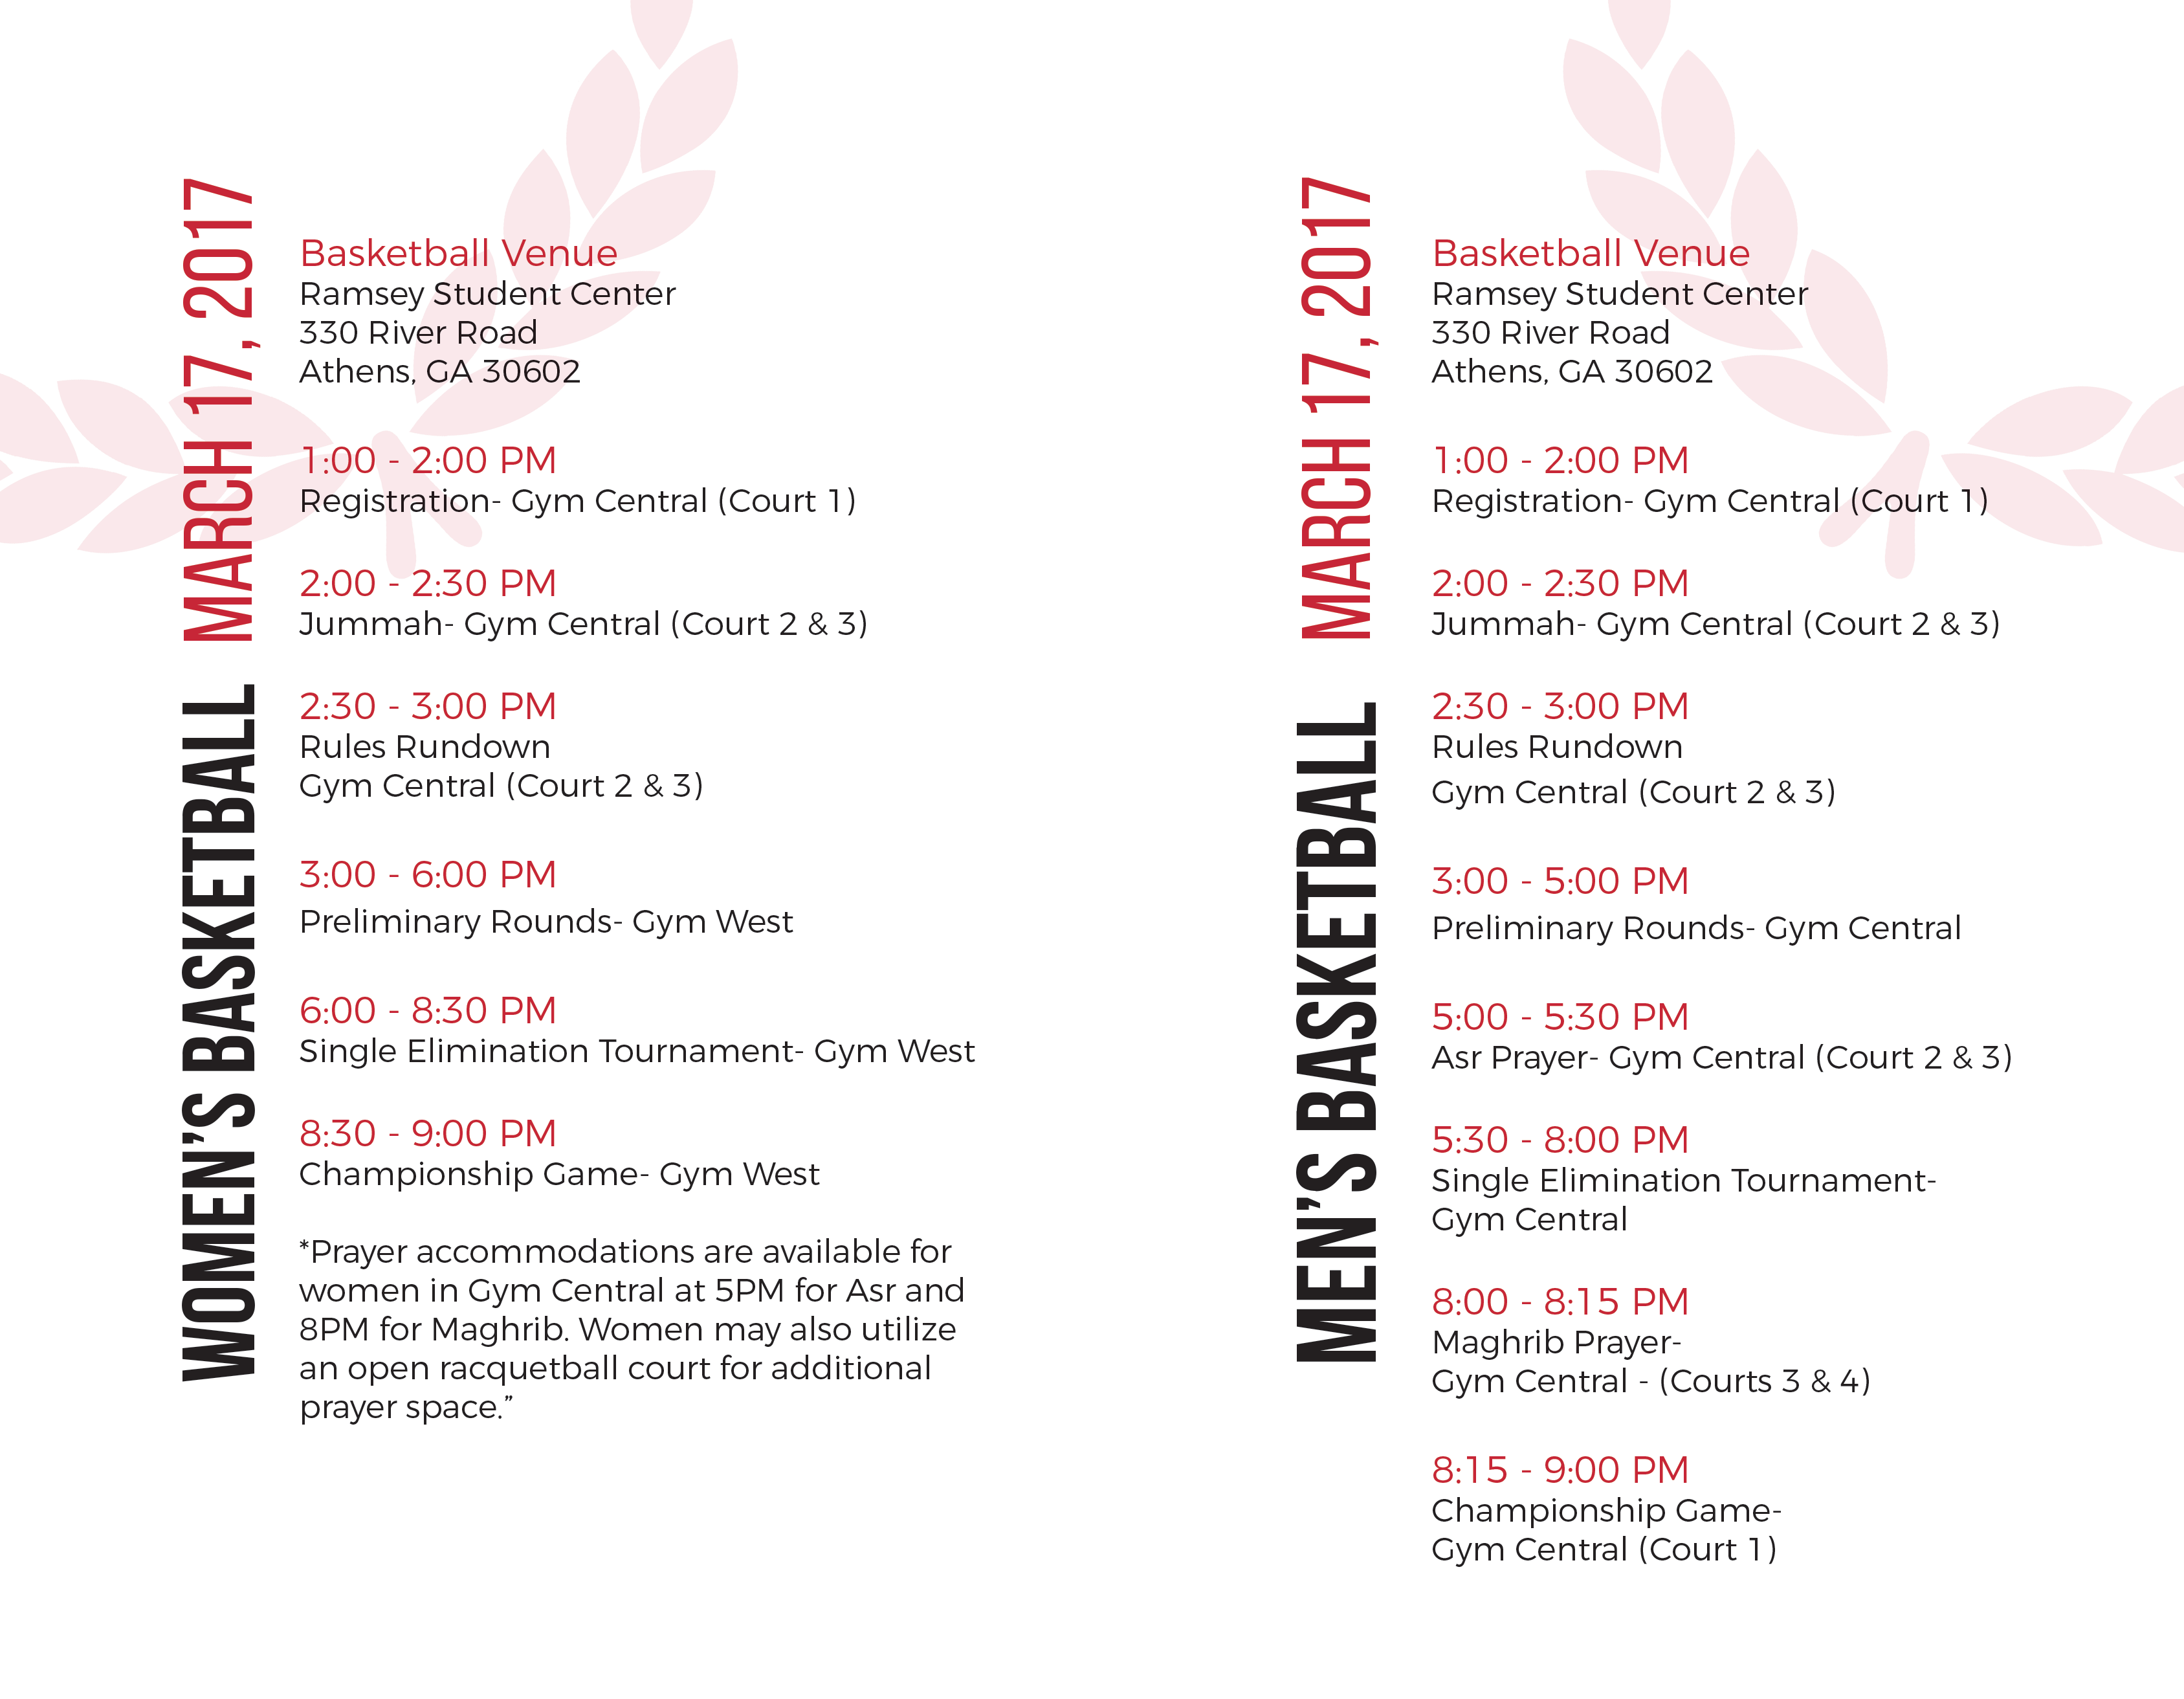 MARCH 17, 2017
WOMEN’S BASKETBALL
Basketball Venue
Ramsey Student Center
330 River Road
Athens, GA 30602
1:00 - 2:00 PM
Registration- Gym Central (Court 1)
2:00 - 2:30 PM
Jummah- Gym Central (Court 2 & 3)
2:30 - 3:00 PM
Rules Rundown
Gym Central (Court 2 & 3)
3:00 - 6:00 PM
Preliminary Rounds- Gym West
6:00 - 8:30 PM
Single Elimination Tournament- Gym West
8:30 - 9:00 PM
Championship Game- Gym West
*Prayer accommodations are available for
women in Gym Central at 5PM for Asr and
8PM for Maghrib. Women may also utilize
an open racquetball court for additional
prayer space.”
MARCH 17, 2017
MEN’S BASKETBALL
Basketball Venue
Ramsey Student Center
330 River Road
Athens, GA 30602
1:00 - 2:00 PM
Registration- Gym Central (Court 1)
2:00 - 2:30 PM
Jummah- Gym Central (Court 2 & 3)
2:30 - 3:00 PM
Rules Rundown
Gym Central (Court 2 & 3)
3:00 - 5:00 PM
Preliminary Rounds- Gym Central
5:00 - 5:30 PM
Asr Prayer- Gym Central (Court 2 & 3)
5:30 - 8:00 PM
Single Elimination Tournament-
Gym Central
8:00 - 8:15 PM
Maghrib Prayer-
Gym Central - (Courts 3 & 4)
8:15 - 9:00 PM
Championship Game-
Gym Central (Court 1)